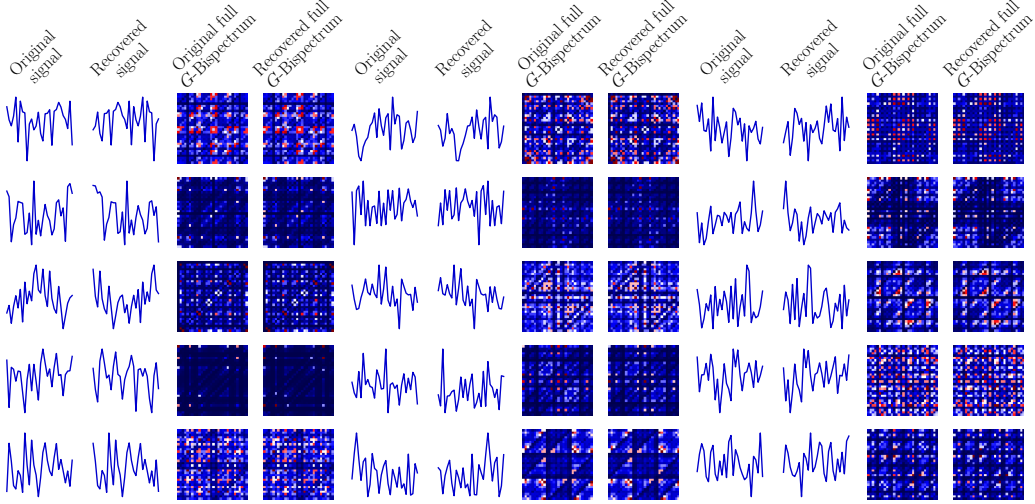 Original
signal
Recovered
signal
Original full
G-Bispectrum
Recovered full
G-Bispectrum
Original
signal
Recovered
signal
Original full
G-Bispectrum
Recovered full
G-Bispectrum
Original
signal
Recovered
signal
Original full
G-Bispectrum
Recovered full
G-Bispectrum